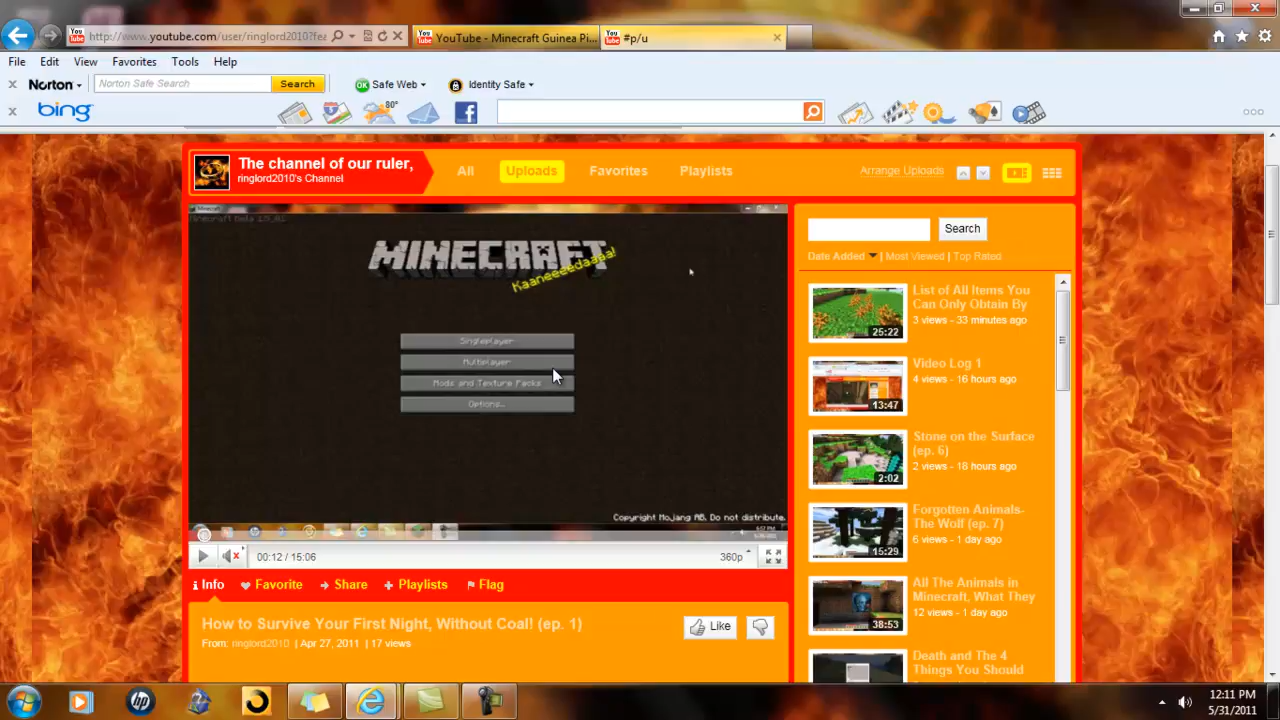 http://www.youtube.com/user/ringlord2010?fea
YouTube - Minecraft Guinea Pi...
#p/u
File Edit View Favorites Tools Help
Norton Norton Safe Search Search Safe Web Identity Safe
bing 80°
The channel of our ruler,
ringlord2010's Channel
All Uploads Favorites Playlists Arrange Uploads
MINECRAFT
Kaaneeeedaaaa!
Singleplayer
Multiplayer
Mods and Texture Packs
Options...
Copyright Mojang AB. Do not distribute.
00:12 / 15:06 360p
Info Favorite Share Playlists Flag
How to Survive Your First Night, Without Coal! (ep. 1)
From: ringlord2010 | Apr 27, 2011 | 17 views
Like
Search
Date Added | Most Viewed | Top Rated
List of All Items You
Can Only Obtain By
3 views - 33 minutes ago
25:22
Video Log 1
4 views - 16 hours ago
13:47
Stone on the Surface
(ep. 6)
2 views - 18 hours ago
2:02
Forgotten Animals-
The Wolf (ep. 7)
6 views - 1 day ago
15:29
All The Animals in
Minecraft, What They
12 views - 1 day ago
38:53
Death and The 4
Things You Should
12:11 PM
5/31/2011